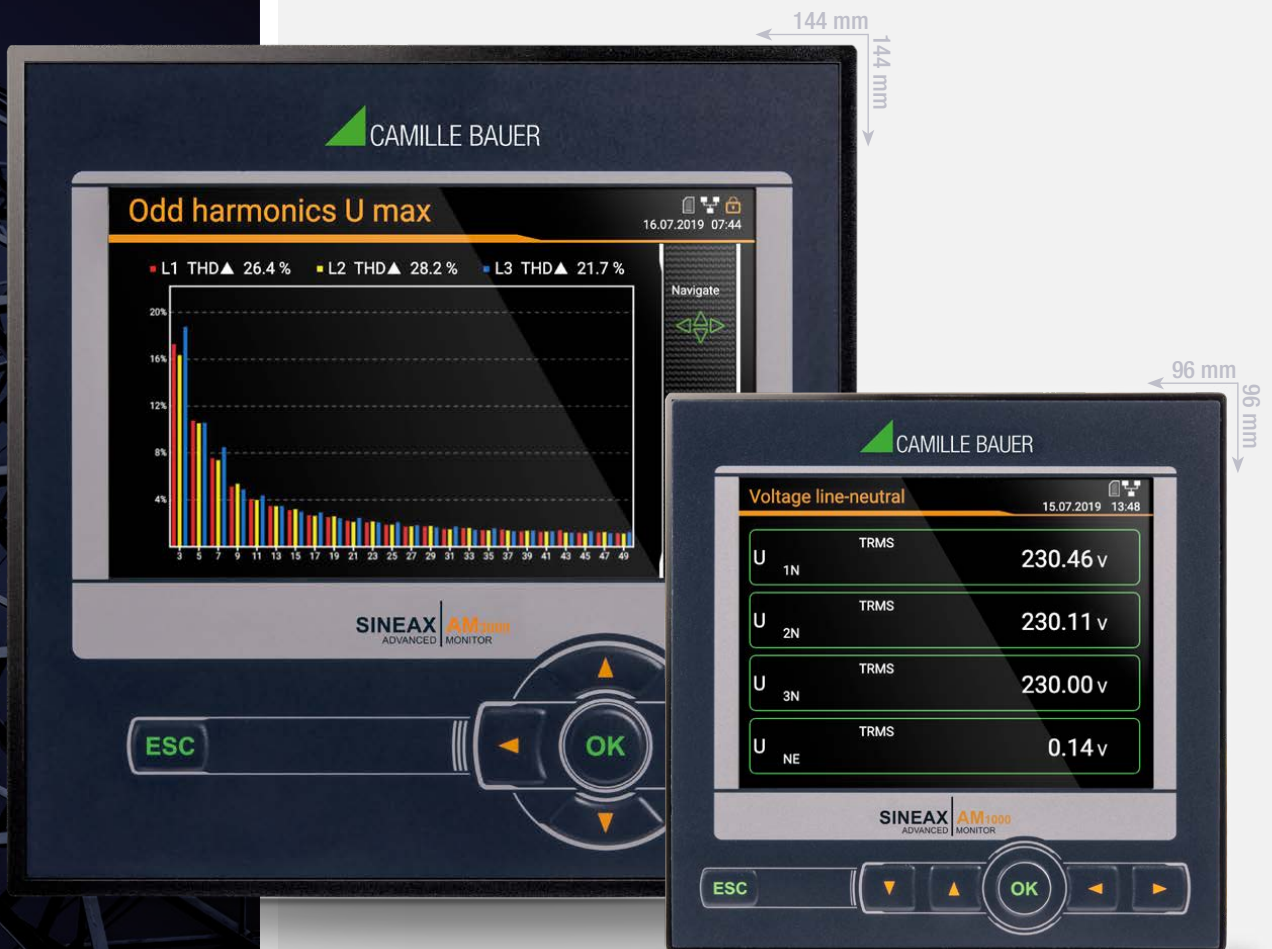 144 mm
144 mm
CAMILLE BAUER
Odd harmonics U max
16.07.2019 07:44
L1 THD▲ 26.4 % L2 THD▲ 28.2 % L3 THD▲ 21.7 %
Navigate
20%
16%
12%
8%
4%
3 5 7 9 11 13 15 17 19 21 23 25 27 29 31 33 35 37 39 41 43 45 47 49
SINEAX AM3000
ADVANCED MONITOR
ESC
OK
96 mm
96 mm
CAMILLE BAUER
Voltage line-neutral
15.07.2019 13:48
U 1N TRMS 230.46 V
U 2N TRMS 230.11 V
U 3N TRMS 230.00 V
U NE TRMS 0.14 V
SINEAX AM1000
ADVANCED MONITOR
ESC
OK